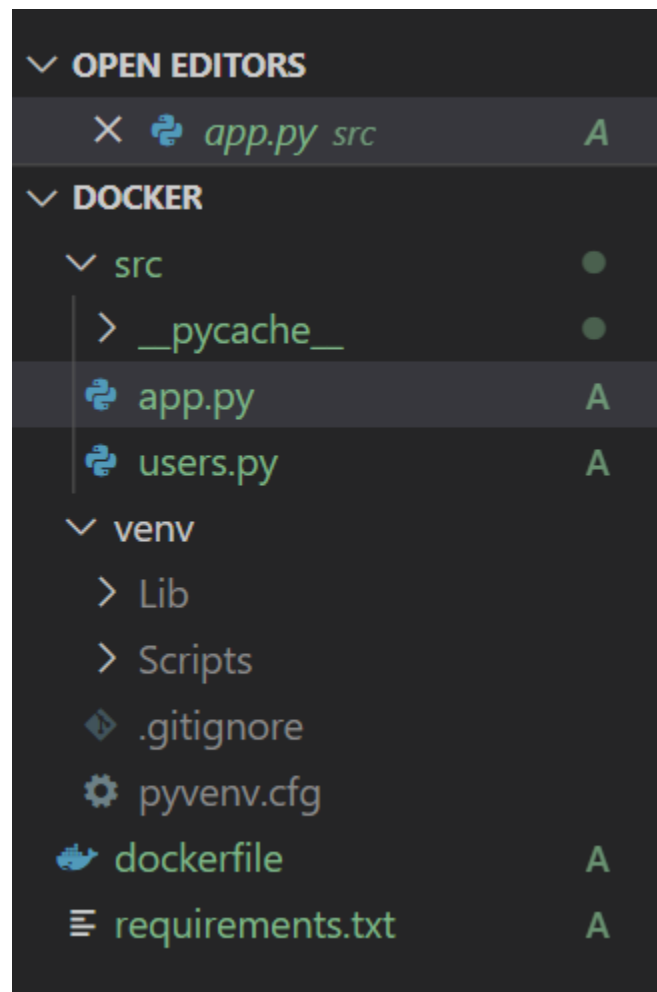 OPEN EDITORS
app.py src A
DOCKER
src
__pycache__
app.py A
users.py A
venv
Lib
Scripts
.gitignore
pyvenv.cfg
dockerfile A
requirements.txt A